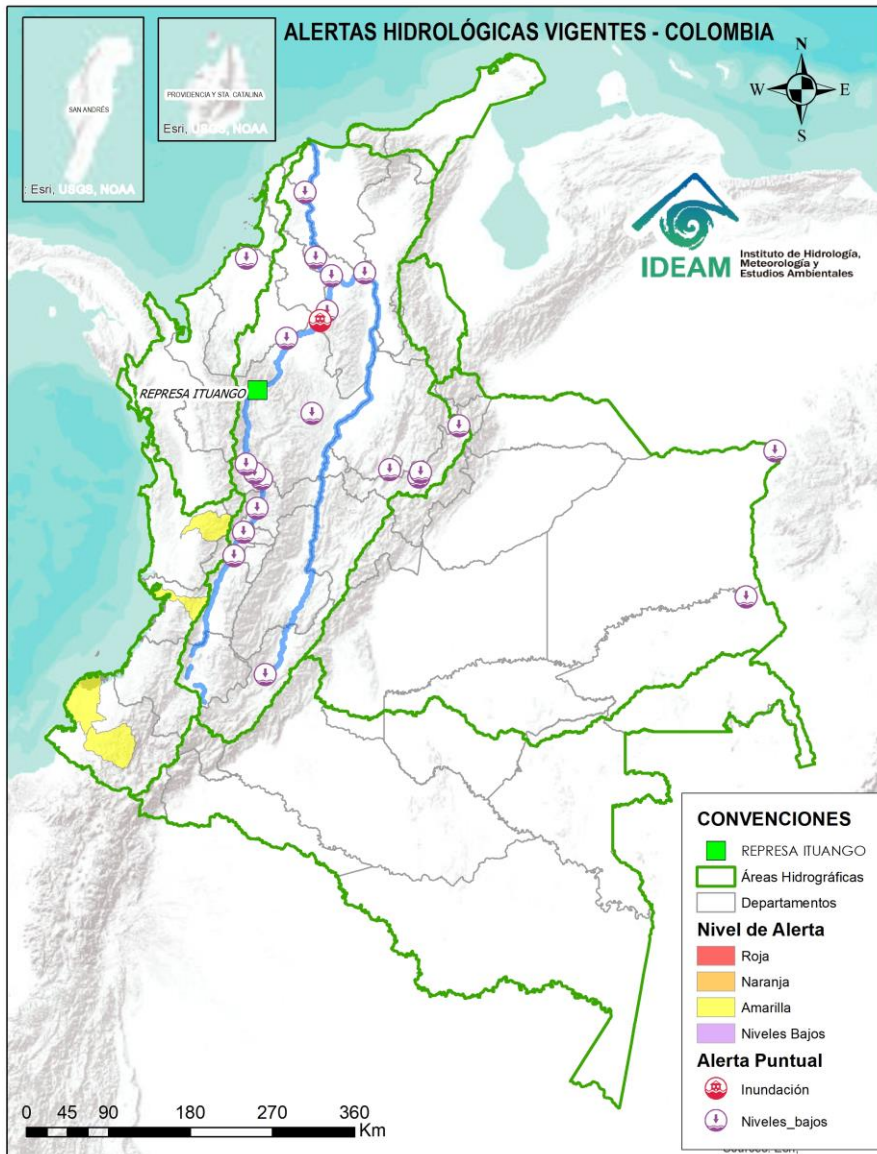 ALERTAS HIDROLÓGICAS VIGENTES - COLOMBIA
SAN ANDRÉS
: Esri, USGS, NOAA
PROVIDENCIA Y STA. CATALINA
Esri, USGS, NOAA
N
W
E
S
IDEAM
Instituto de Hidrología,
Meteorología y
Estudios Ambientales
REPRESA ITUANGO
CONVENCIONES
REPRESA ITUANGO
Áreas Hidrográficas
Departamentos
Nivel de Alerta
Roja
Naranja
Amarilla
Niveles Bajos
Alerta Puntual
Inundación
Niveles_bajos
Sources: Esri,
0 45 90 180 270 360
Km